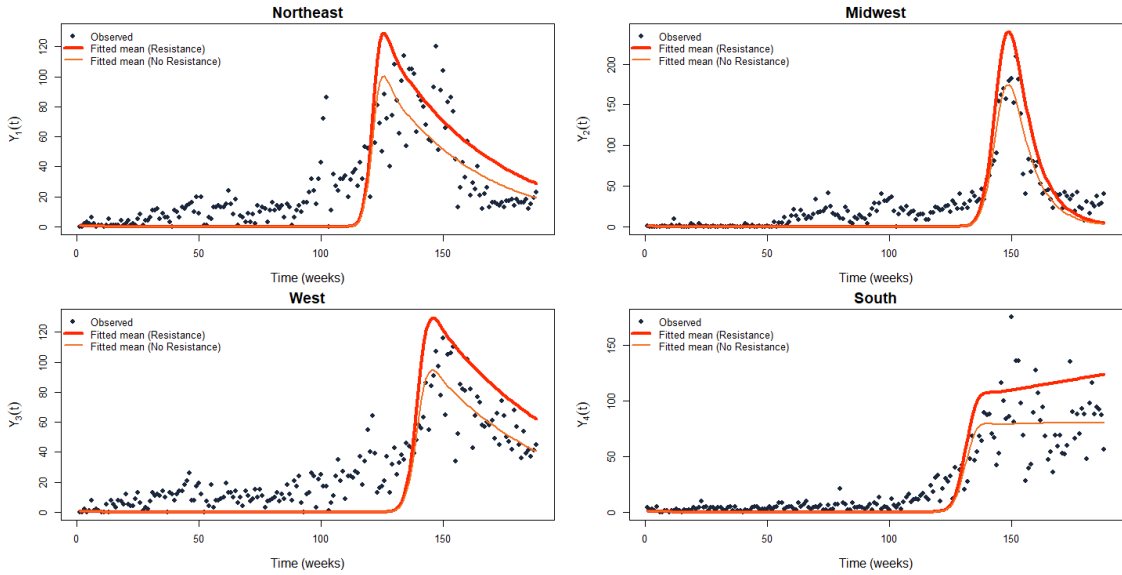 Northeast
Y1(t)
120
100
80
60
40
20
0
Observed
Fitted mean (Resistance)
Fitted mean (No Resistance)
0 50 100 150
Time (weeks)
Midwest
Y2(t)
200
150
100
50
0
Observed
Fitted mean (Resistance)
Fitted mean (No Resistance)
0 50 100 150
Time (weeks)
West
Y3(t)
120
100
80
60
40
20
0
Observed
Fitted mean (Resistance)
Fitted mean (No Resistance)
0 50 100 150
Time (weeks)
South
Y4(t)
150
100
50
0
Observed
Fitted mean (Resistance)
Fitted mean (No Resistance)
0 50 100 150
Time (weeks)